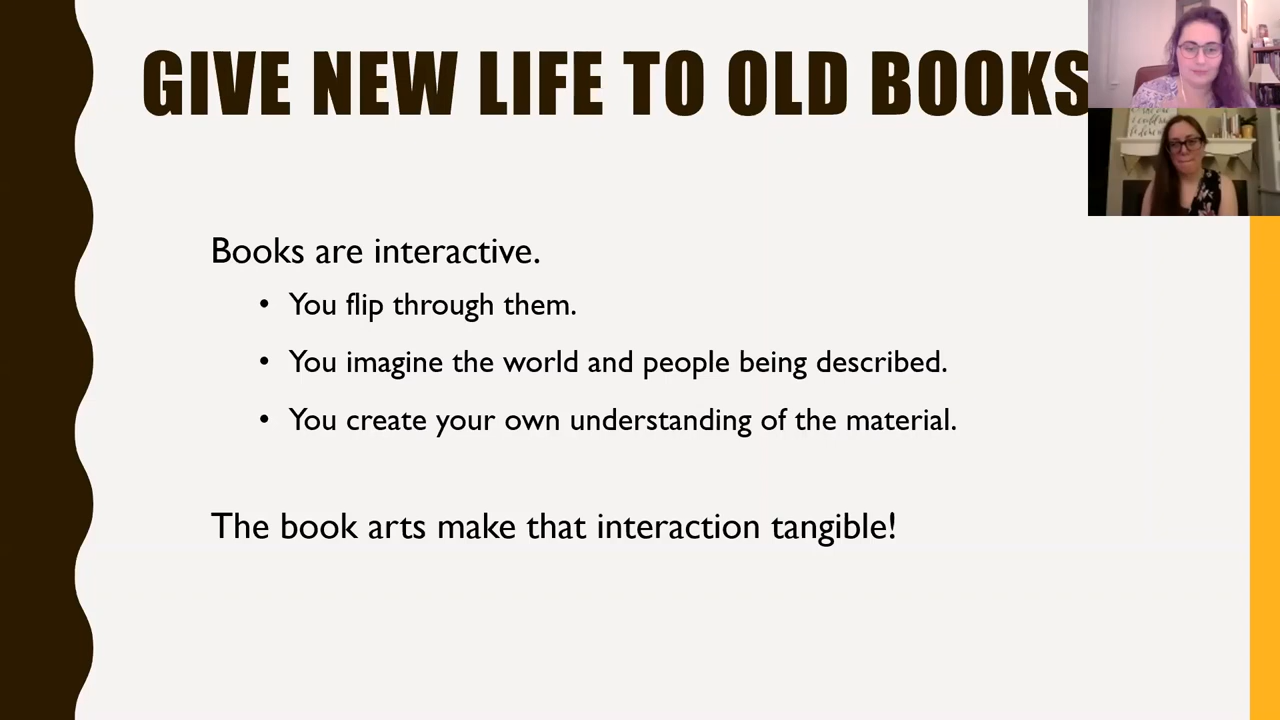 GIVE NEW LIFE TO OLD BOOKS
Books are interactive.
• You flip through them.
• You imagine the world and people being described.
• You create your own understanding of the material.
The book arts make that interaction tangible!